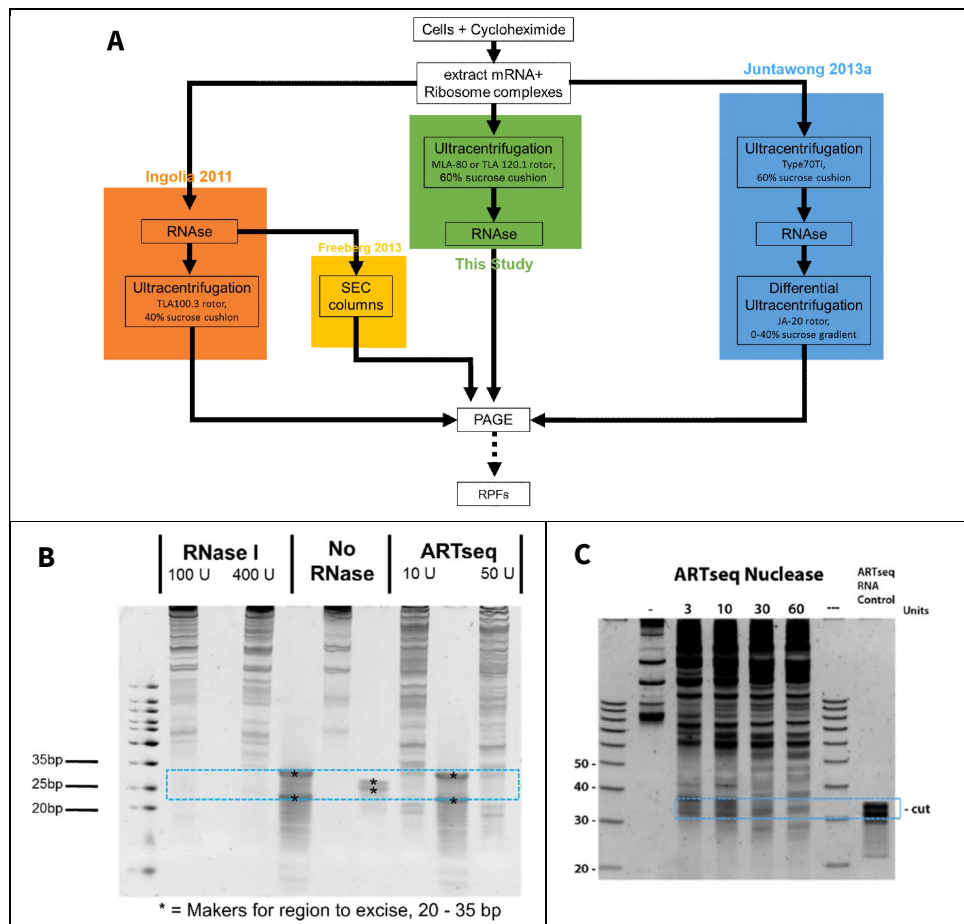 A
Cells + Cycloheximide
extract mRNA+
Ribosome complexes
Juntawong 2013a
Ultracentrifugation
MLA-80 or TLA 120.1 rotor,
60% sucrose cushion
Ultracentrifugation
Type70TI,
60% sucrose cushion
Ingolia 2011
RNAse
RNase
RNAse
Freeberg 2013
This Study
Ultracentrifugation
TLA100.3 rotor,
40% sucrose cushion
SEC
columns
Differential
Ultracentrifugation
JA-20 rotor,
0-40% sucrose gradient
PAGE
RPFs
B
RNase I
100 U 400 U
No
RNase
ARTseq
10 U 50 U
35bp
25bp
20bp
*
*
*
*
*
*
* = Makers for region to excise, 20 - 35 bp
C
ARTseq Nuclease
ARTseq
RNA
Control
- 3 10 30 60 --- Units
50 -
40 -
30 -
20 -
- cut